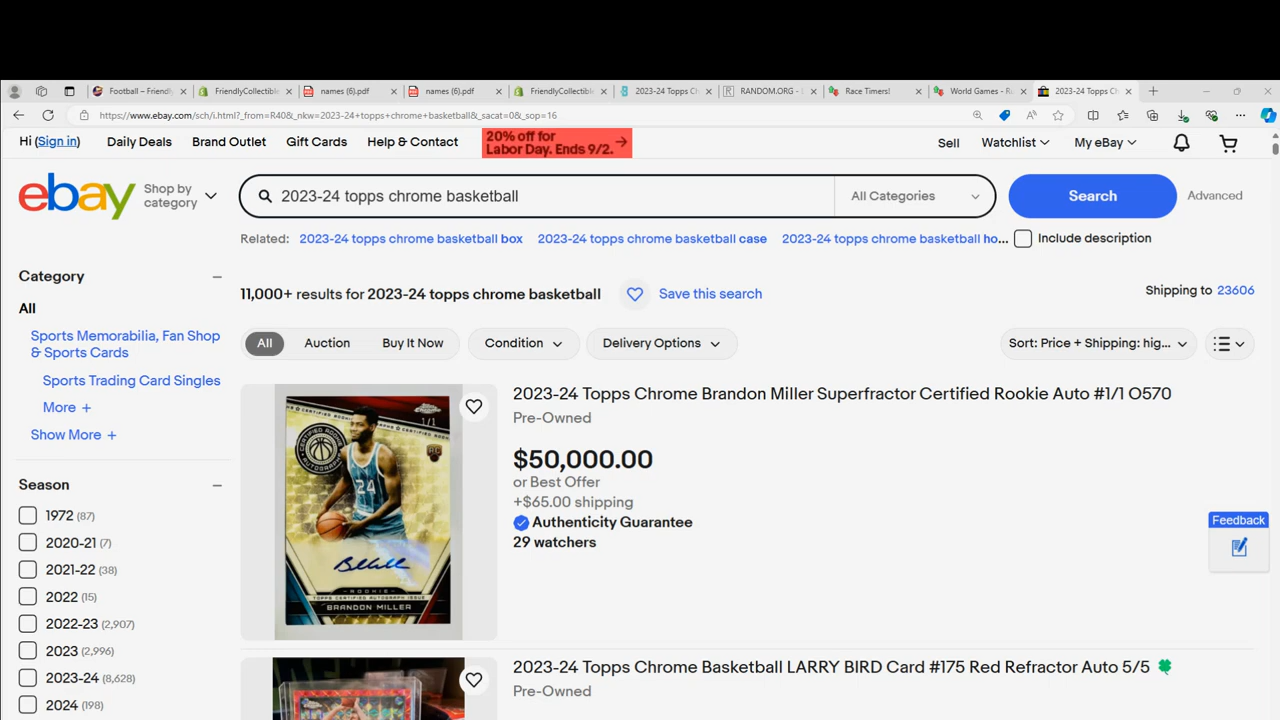 Football – Friendly
FriendlyCollectible
names (6).pdf
names (6).pdf
FriendlyCollectible
2023-24 Topps Ch
RANDOM.ORG - L
Race Timers!
World Games - R
2023-24 Topps Ch
https://www.ebay.com/sch/i.html?_from=R40&_nkw=2023-24+topps+chrome+basketball&_sacat=0&_sop=16
Hi (Sign in) Daily Deals Brand Outlet Gift Cards Help & Contact
20% off for
Labor Day. Ends 9/2.
Sell Watchlist My eBay
ebay
Shop by
category
2023-24 topps chrome basketball
All Categories
Search
Advanced
Related: 2023-24 topps chrome basketball box 2023-24 topps chrome basketball case 2023-24 topps chrome basketball ho... Include description
Category
All
Sports Memorabilia, Fan Shop
& Sports Cards
Sports Trading Card Singles
More +
Show More +
Season
1972 (87)
2020-21 (7)
2021-22 (38)
2022 (15)
2022-23 (2,907)
2023 (2,996)
2023-24 (8,628)
2024 (198)
11,000+ results for 2023-24 topps chrome basketball
Save this search
Shipping to 23606
All Auction Buy It Now Condition Delivery Options
Sort: Price + Shipping: hig...
2023-24 Topps Chrome Brandon Miller Superfractor Certified Rookie Auto #1/1 O570
Pre-Owned
$50,000.00
or Best Offer
+$65.00 shipping
Authenticity Guarantee
29 watchers
1/1
RC
24
ROOKIE
TOPPS CERTIFIED AUTOGRAPH ISSUE
BRANDON MILLER
Feedback
2023-24 Topps Chrome Basketball LARRY BIRD Card #175 Red Refractor Auto 5/5 🍀
Pre-Owned